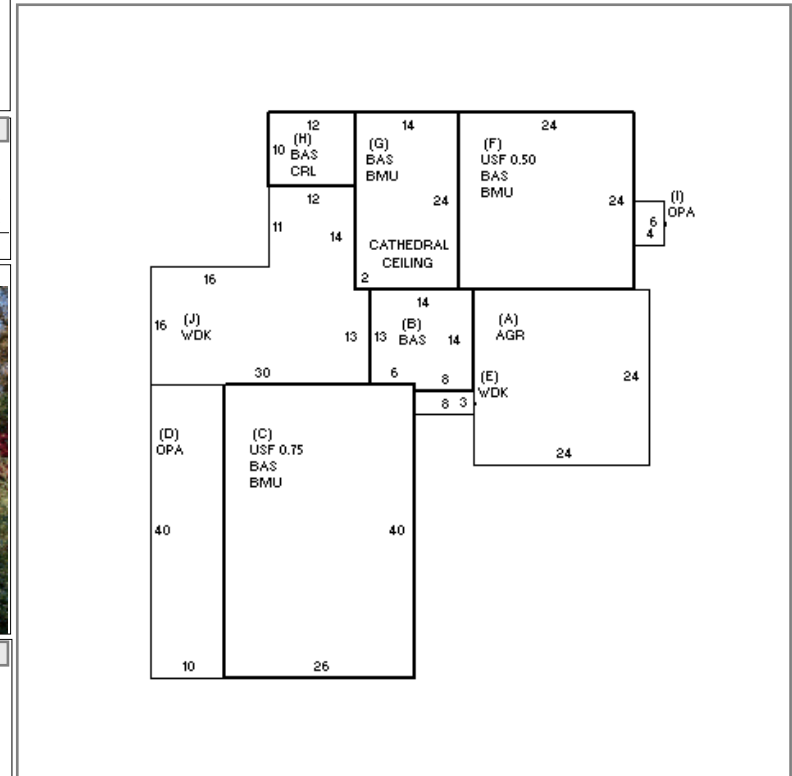 12
(H)
10 BAS
CRL
14
(G)
BAS
BMU
24
CATHEDRAL
CEILING
2
24
(F)
USF 0.50
BAS
BMU
24
(I)
OPA
6
4
12
11
14
16
16 (J)
WDK
13
30
14
(B)
13 BAS 14
6
8
(A)
AGR
24
24
(E)
WDK
8 3
(D)
OPA
40
10
(C)
USF 0.75
BAS
BMU
40
26